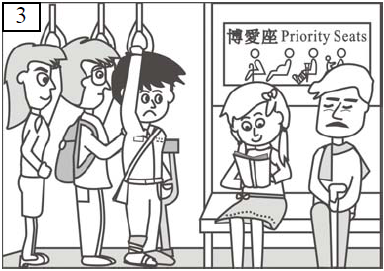 3
博愛座 Priority Seats